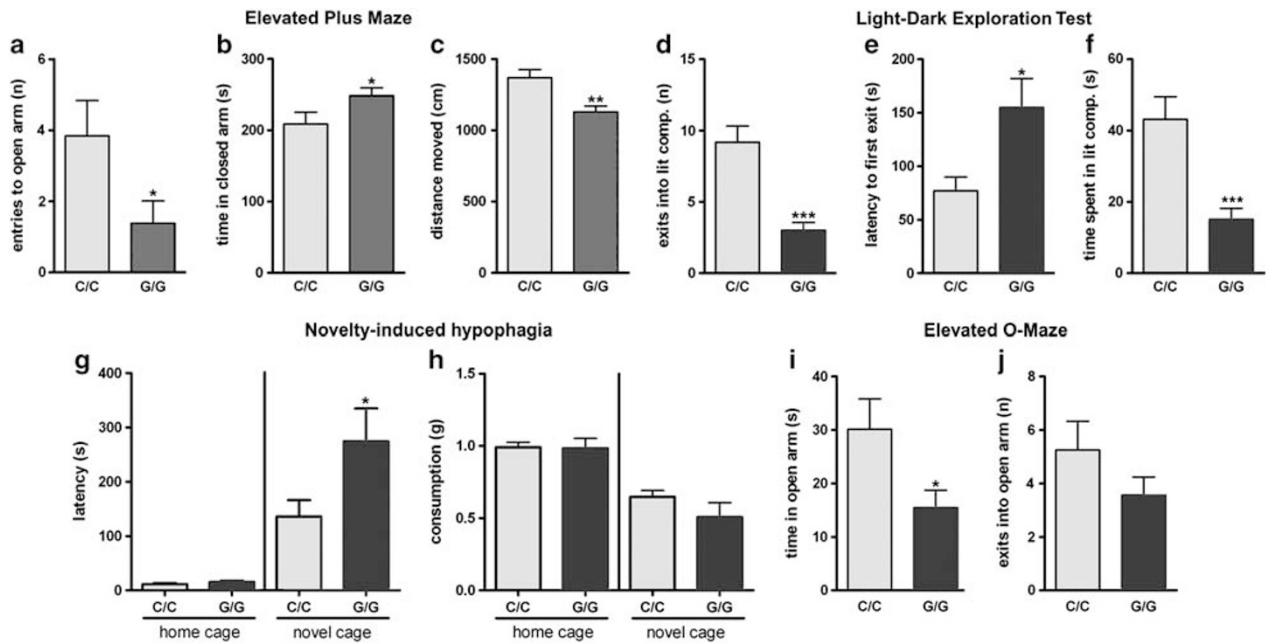 Elevated Plus Maze
Light-Dark Exploration Test
a
entries to open arm (n)
6
4
2
0
*
C/C G/G
b
time in closed arm (s)
300
200
100
0
*
C/C G/G
c
distance moved (cm)
1500
1000
500
0
**
C/C G/G
d
exits into lit comp. (n)
15
10
5
0
***
C/C G/G
e
latency to first exit (s)
200
150
100
50
0
*
C/C G/G
f
time spent in lit comp. (s)
60
40
20
0
***
C/C G/G
Novelty-induced hypophagia
Elevated O-Maze
g
latency (s)
400
300
200
100
0
*
C/C G/G C/C G/G
home cage novel cage
h
consumption (g)
1.5
1.0
0.5
0.0
C/C G/G C/C G/G
home cage novel cage
i
time in open arm (s)
40
30
20
10
0
*
C/C G/G
j
exits into open arm (n)
8
6
4
2
0
C/C G/G